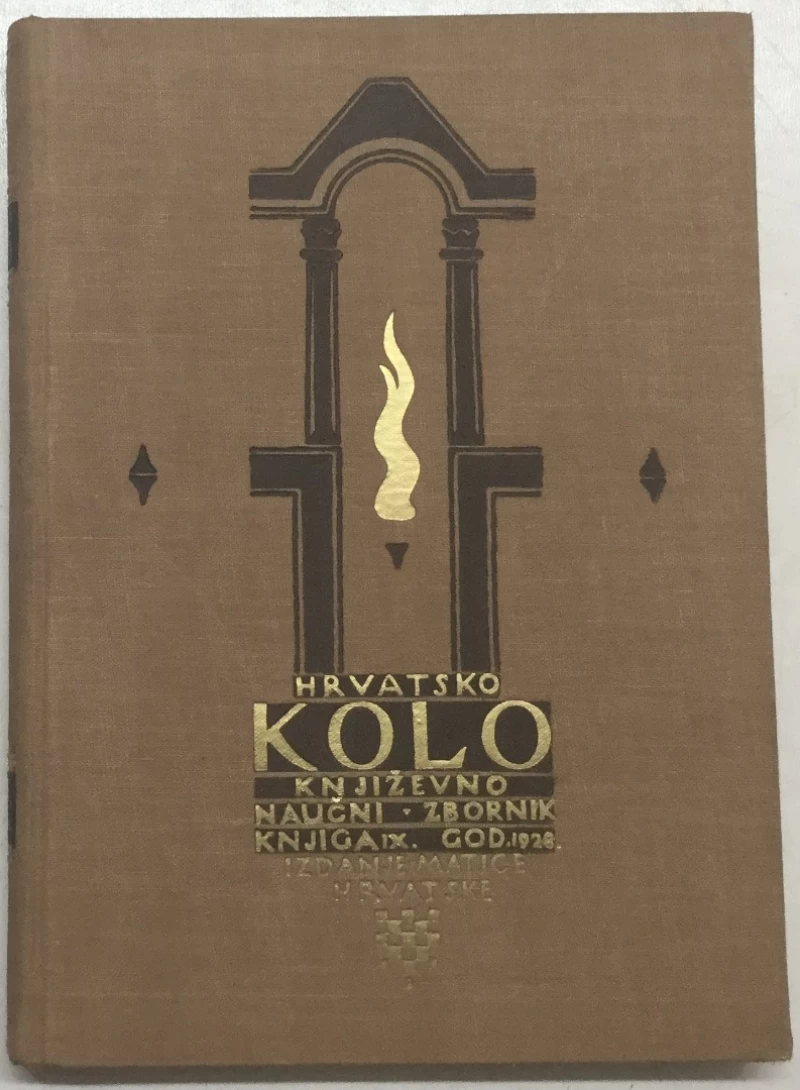 HRVATSKO
KOLO
KNJIŽEVNO
NAUČNI · ZBORNIK
KNJIGA IX. GOD. 1928.
IZDANJE MATICE
HRVATSKE